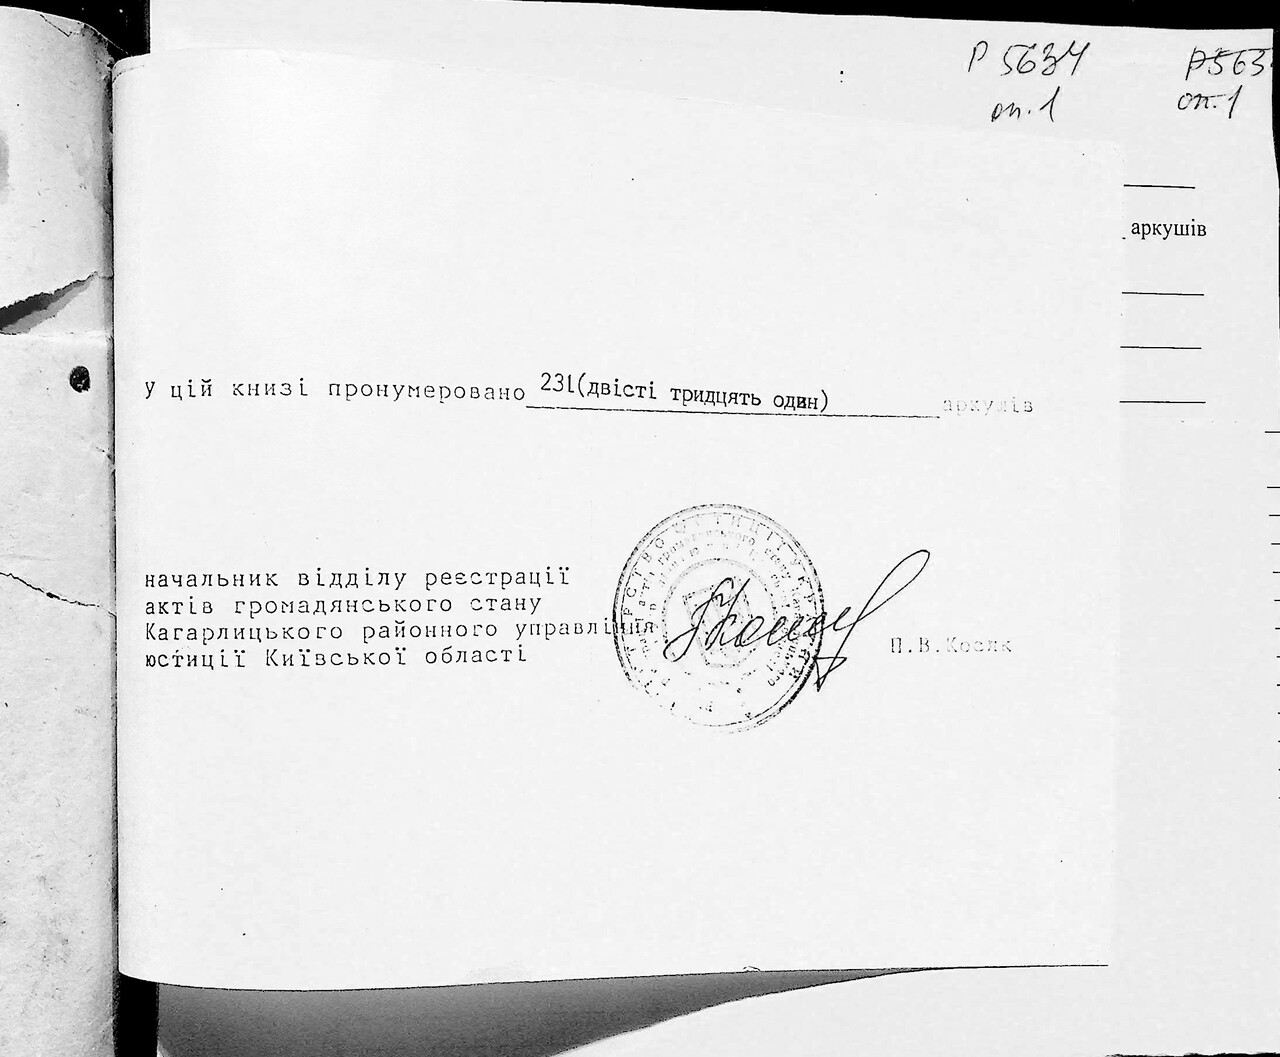 Р 5634
оп. 1
Р563
оп. 1
аркушів
У цій книзі пронумеровано 231(двісті тридцять один) аркушів
начальник відділу реєстрації
актів громадянського стану
Кагарлицького районного управління
юстиції Київської області
П.В.Косяк